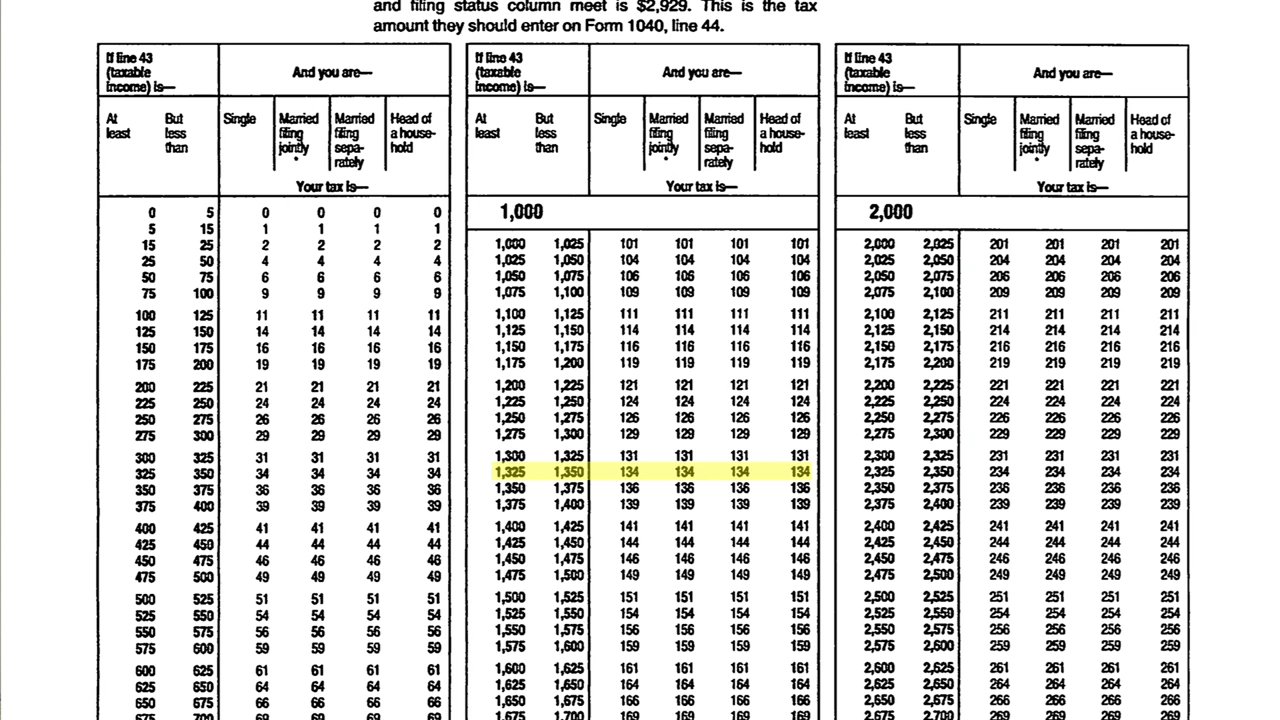 and filing status column meet is $2,929. This is the tax
amount they should enter on Form 1040, line 44.
If line 43
(taxable
income) is—
And you are—
At least
But less than
Single
Married filing jointly *
Married filing sepa- rately
Head of a house- hold
Your tax is—
0 5 0 0 0 0
5 15 1 1 1 1
15 25 2 2 2 2
25 50 4 4 4 4
50 75 6 6 6 6
75 100 9 9 9 9
100 125 11 11 11 11
125 150 14 14 14 14
150 175 16 16 16 16
175 200 19 19 19 19
200 225 21 21 21 21
225 250 24 24 24 24
250 275 26 26 26 26
275 300 29 29 29 29
300 325 31 31 31 31
325 350 34 34 34 34
350 375 36 36 36 36
375 400 39 39 39 39
400 425 41 41 41 41
425 450 44 44 44 44
450 475 46 46 46 46
475 500 49 49 49 49
500 525 51 51 51 51
525 550 54 54 54 54
550 575 56 56 56 56
575 600 59 59 59 59
600 625 61 61 61 61
625 650 64 64 64 64
650 675 66 66 66 66
675 700 69 69 69 69
If line 43
(taxable
income) is—
And you are—
At least
But less than
Single
Married filing jointly *
Married filing sepa- rately
Head of a house- hold
Your tax is—
1,000
1,000 1,025 101 101 101 101
1,025 1,050 104 104 104 104
1,050 1,075 106 106 106 106
1,075 1,100 109 109 109 109
1,100 1,125 111 111 111 111
1,125 1,150 114 114 114 114
1,150 1,175 116 116 116 116
1,175 1,200 119 119 119 119
1,200 1,225 121 121 121 121
1,225 1,250 124 124 124 124
1,250 1,275 126 126 126 126
1,275 1,300 129 129 129 129
1,300 1,325 131 131 131 131
1,325 1,350 134 134 134 134
1,350 1,375 136 136 136 136
1,375 1,400 139 139 139 139
1,400 1,425 141 141 141 141
1,425 1,450 144 144 144 144
1,450 1,475 146 146 146 146
1,475 1,500 149 149 149 149
1,500 1,525 151 151 151 151
1,525 1,550 154 154 154 154
1,550 1,575 156 156 156 156
1,575 1,600 159 159 159 159
1,600 1,625 161 161 161 161
1,625 1,650 164 164 164 164
1,650 1,675 166 166 166 166
1,675 1,700 169 169 169 169
If line 43
(taxable
income) is—
And you are—
At least
But less than
Single
Married filing jointly *
Married filing sepa- rately
Head of a house- hold
Your tax is—
2,000
2,000 2,025 201 201 201 201
2,025 2,050 204 204 204 204
2,050 2,075 206 206 206 206
2,075 2,100 209 209 209 209
2,100 2,125 211 211 211 211
2,125 2,150 214 214 214 214
2,150 2,175 216 216 216 216
2,175 2,200 219 219 219 219
2,200 2,225 221 221 221 221
2,225 2,250 224 224 224 224
2,250 2,275 226 226 226 226
2,275 2,300 229 229 229 229
2,300 2,325 231 231 231 231
2,325 2,350 234 234 234 234
2,350 2,375 236 236 236 236
2,375 2,400 239 239 239 239
2,400 2,425 241 241 241 241
2,425 2,450 244 244 244 244
2,450 2,475 246 246 246 246
2,475 2,500 249 249 249 249
2,500 2,525 251 251 251 251
2,525 2,550 254 254 254 254
2,550 2,575 256 256 256 256
2,575 2,600 259 259 259 259
2,600 2,625 261 261 261 261
2,625 2,650 264 264 264 264
2,650 2,675 266 266 266 266
2,675 2,700 269 269 269 269